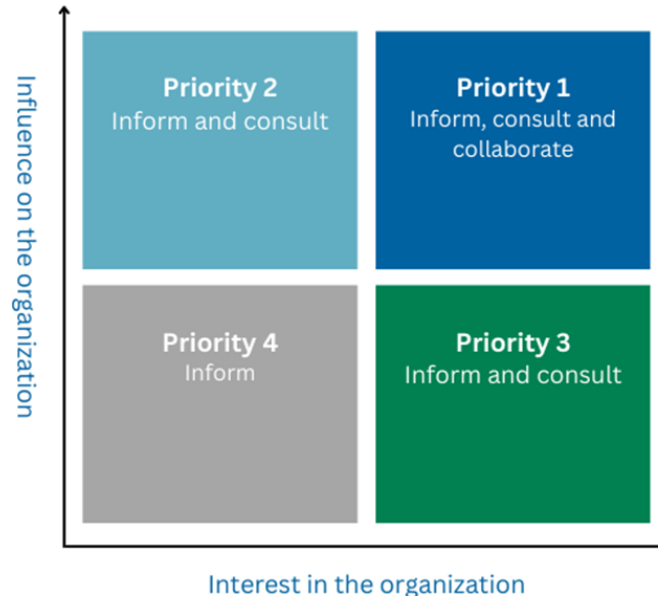 Influence on the organization
Priority 2
Inform and consult
Priority 1
Inform, consult and
collaborate
Priority 4
Inform
Priority 3
Inform and consult
Interest in the organization